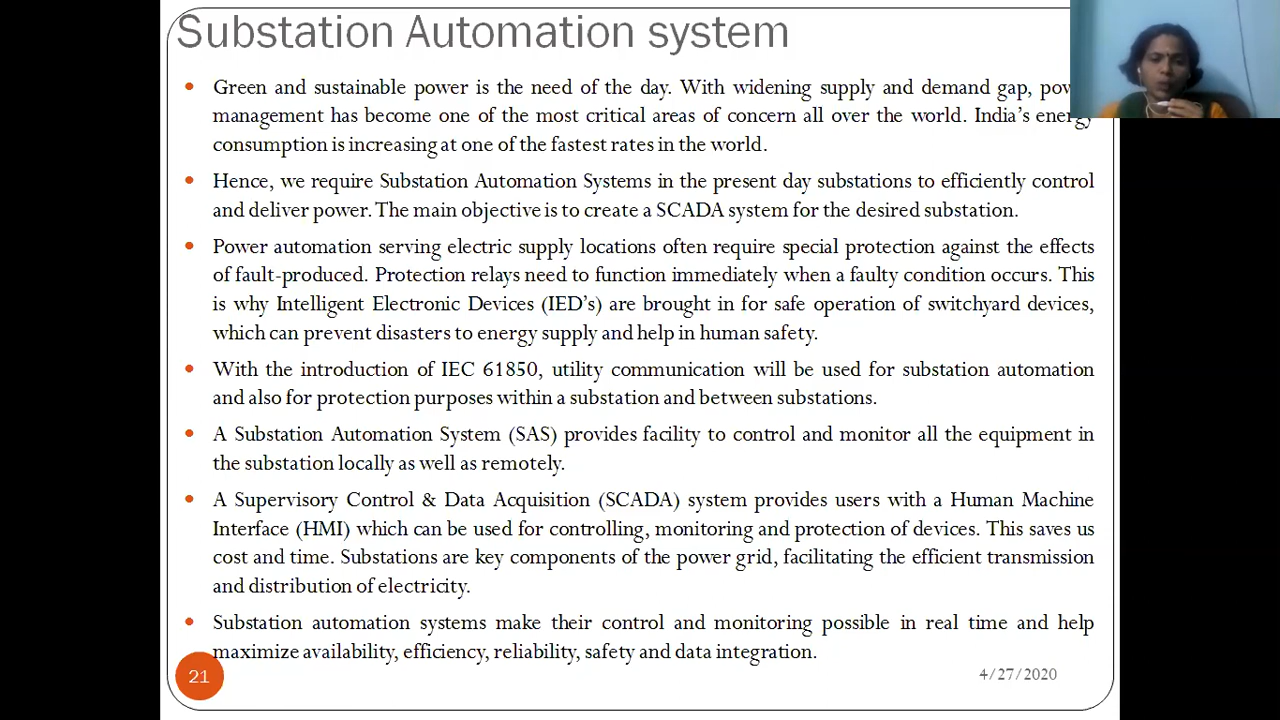 Substation Automation system
Green and sustainable power is the need of the day. With widening supply and demand gap,
management has become one of the most critical areas of concern all over the world. India's energy
consumption is increasing at one of the fastest rates in the world.
Hence, we require Substation Automation Systems in the present day substations to efficiently control
and deliver power. The main objective is to create a SCADA system for the desired substation.
Power automation serving electric supply locations often require special protection against the effects
of fault-produced. Protection relays need to function immediately when a faulty condition occurs. This
is why Intelligent Electronic Devices (IED's) are brought in for safe operation of switchyard devices,
which can prevent disasters to energy supply and help in human safety.
With the introduction of IEC 61850, utility communication will be used for substation automation
and also for protection purposes within a substation and between substations.
A Substation Automation System (SAS) provides facility to control and monitor all the equipment in
the substation locally as well as remotely.
A Supervisory Control & Data Acquisition (SCADA) system provides users with a Human Machine
Interface (HMI) which can be used for controlling, monitoring and protection of devices. This saves us
cost and time. Substations are key components of the power grid, facilitating the efficient transmission
and distribution of electricity.
Substation automation systems make their control and monitoring possible in real time and help
maximize availability, efficiency, reliability, safety and data integration.
21
4/27/2020